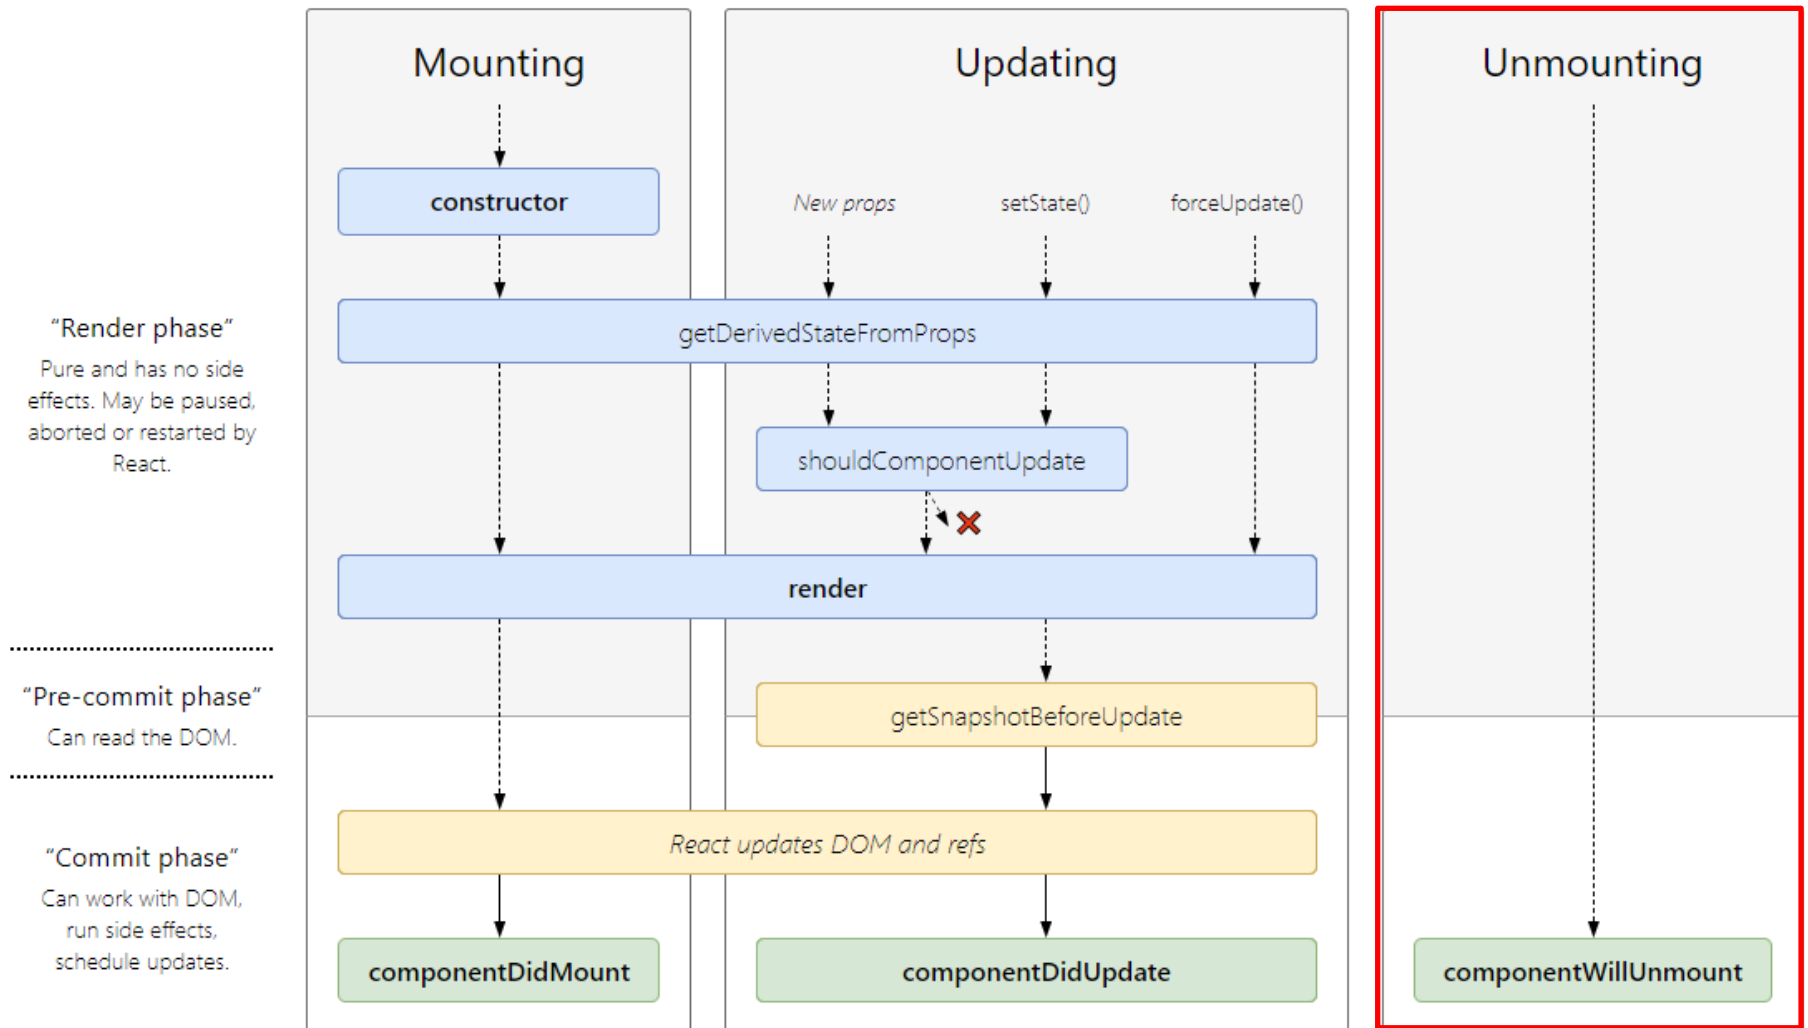 Mounting
Updating
Unmounting
constructor
New props
setState()
forceUpdate()
“Render phase”
Pure and has no side
effects. May be paused,
aborted or restarted by
React.
getDerivedStateFromProps
shouldComponentUpdate
render
“Pre-commit phase”
Can read the DOM.
getSnapshotBeforeUpdate
“Commit phase”
Can work with DOM,
run side effects,
schedule updates.
React updates DOM and refs
componentDidMount
componentDidUpdate
componentWillUnmount